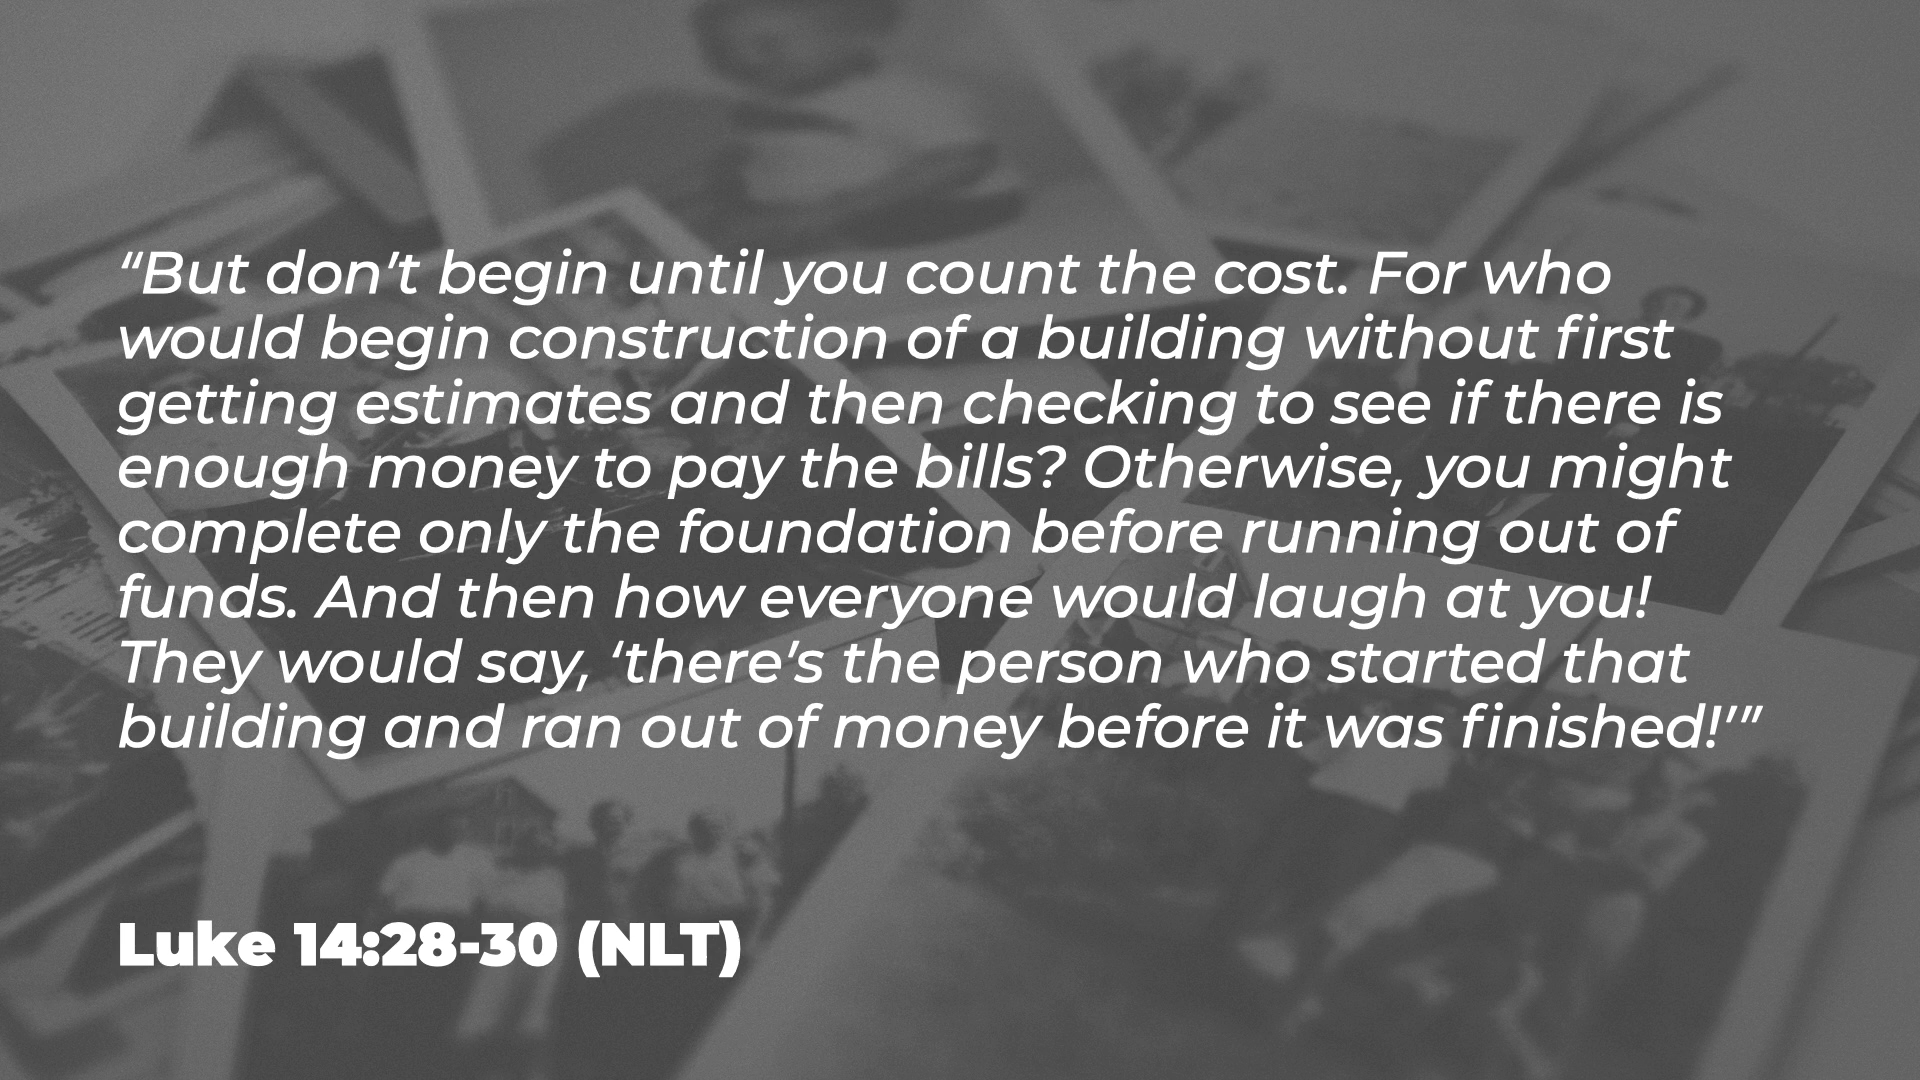 “But don’t begin until you count the cost. For who
would begin construction of a building without first
getting estimates and then checking to see if there is
enough money to pay the bills? Otherwise, you might
complete only the foundation before running out of
funds. And then how everyone would laugh at you!
They would say, ‘there’s the person who started that
building and ran out of money before it was finished!’”
Luke 14:28-30 (NLT)